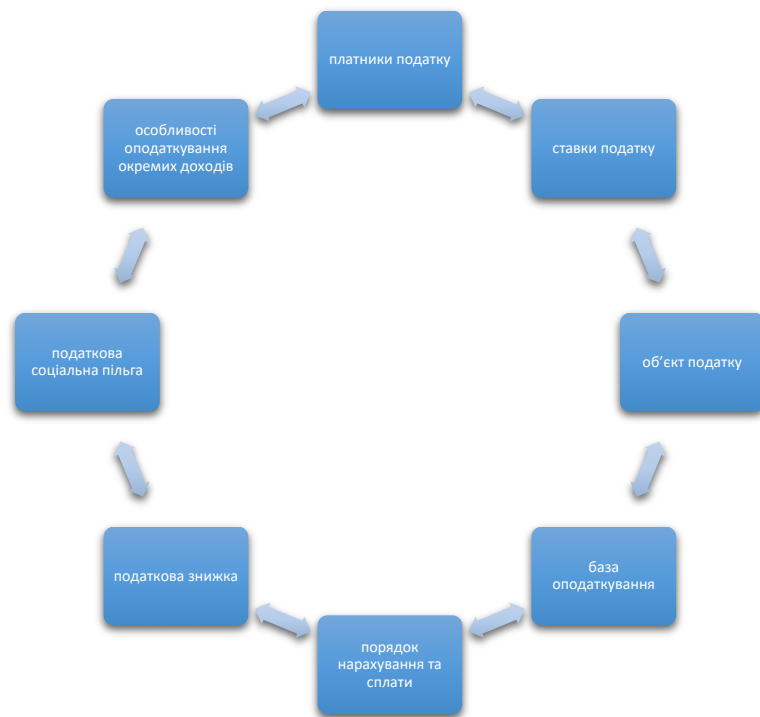 платники податку
ставки податку
об’єкт податку
база
оподаткування
порядок
нарахування та
сплати
податкова знижка
податкова
соціальна пільга
особливості
оподаткування
окремих доходів